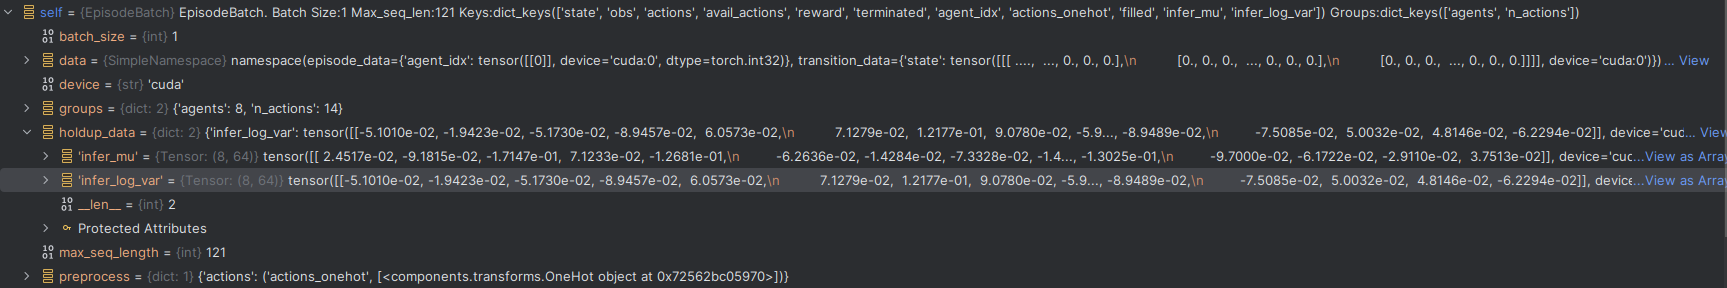 self = {EpisodeBatch} EpisodeBatch. Batch Size:1 Max_seq_len:121 Keys:dict_keys(['state', 'obs', 'actions', 'avail_actions', 'reward', 'terminated', 'agent_idx', 'actions_onehot', 'filled', 'infer_mu', 'infer_log_var']) Groups:dict_keys(['agents', 'n_actions'])
10 01 batch_size = {int} 1
data = {SimpleNamespace} namespace(episode_data={'agent_idx': tensor([[0]], device='cuda:0', dtype=torch.int32)}, transition_data={'state': tensor([[[ ...., ..., 0., 0., 0.],\n [0., 0., 0., ..., 0., 0., 0.],\n [0., 0., 0., ..., 0., 0., 0.]]]], device='cuda:0')}) ... View
10 01 device = {str} 'cuda'
groups = {dict: 2} {'agents': 8, 'n_actions': 14}
holdup_data = {dict: 2} {'infer_log_var': tensor([[-5.1010e-02, -1.9423e-02, -5.1730e-02, -8.9457e-02, 6.0573e-02,\n 7.1279e-02, 1.2177e-01, 9.0780e-02, -5.9..., -8.9489e-02,\n -7.5085e-02, 5.0032e-02, 4.8146e-02, -6.2294e-02]], device='cuc... View
'infer_mu' = {Tensor: (8, 64)} tensor([[ 2.4517e-02, -9.1815e-02, -1.7147e-01, 7.1233e-02, -1.2681e-01,\n -6.2636e-02, -1.4284e-02, -7.3328e-02, -1.4..., -1.3025e-01,\n -9.7000e-02, -6.1722e-02, -2.9110e-02, 3.7513e-02]], device='cuc...View as Array
'infer_log_var' = {Tensor: (8, 64)} tensor([[-5.1010e-02, -1.9423e-02, -5.1730e-02, -8.9457e-02, 6.0573e-02,\n 7.1279e-02, 1.2177e-01, 9.0780e-02, -5.9..., -8.9489e-02,\n -7.5085e-02, 5.0032e-02, 4.8146e-02, -6.2294e-02]], device...View as Array
10 01 __len__ = {int} 2
Protected Attributes
10 01 max_seq_length = {int} 121
preprocess = {dict: 1} {'actions': ('actions_onehot', [<components.transforms.OneHot object at 0x72562bc05970>])}